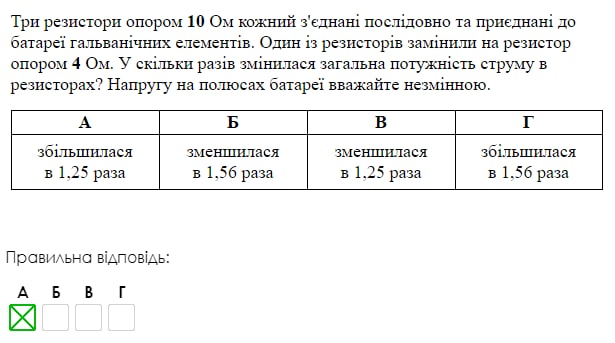 Три резистори опором 10 Ом кожний з'єднані послідовно та приєднані до
батареї гальванічних елементів. Один із резисторів замінили на резистор
опором 4 Ом. У скільки разів змінилася загальна потужність струму в
резисторах? Напругу на полюсах батареї вважайте незмінною.
А Б В Г
збільшилася зменшилася зменшилася збільшилася
в 1,25 раза в 1,56 раза в 1,25 раза в 1,56 раза
Правильна відповідь:
А Б В Г